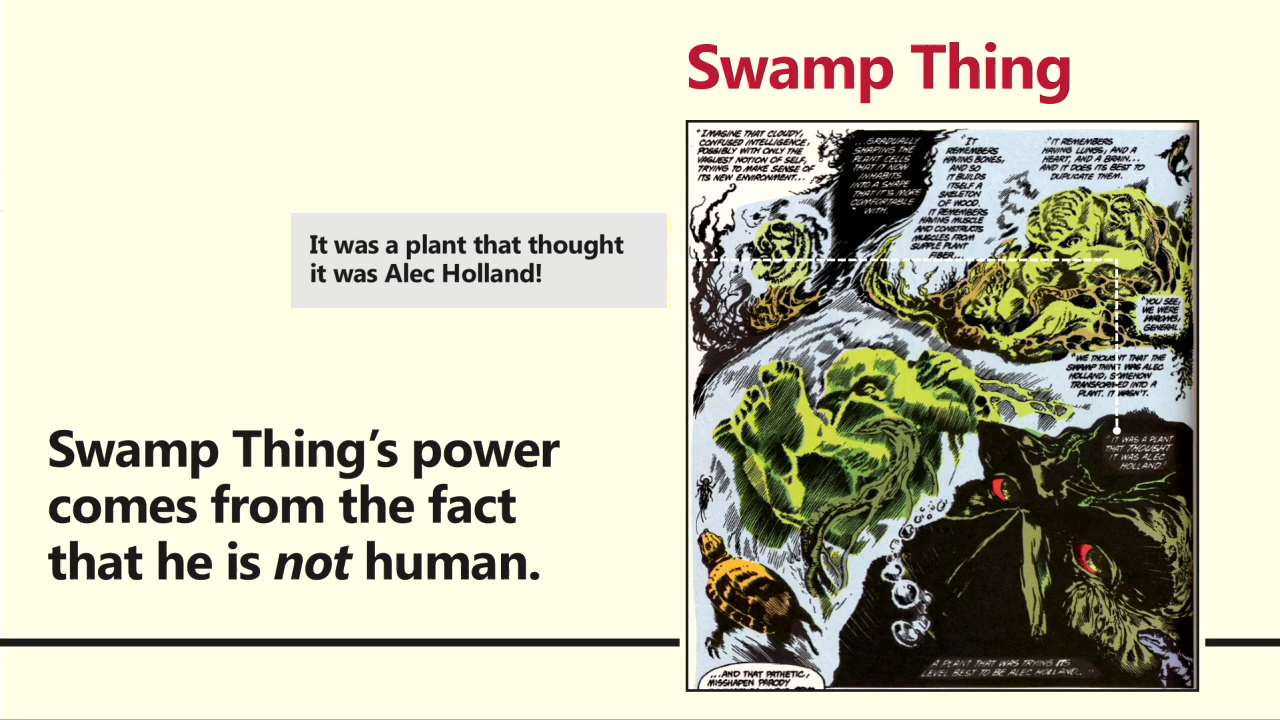 Swamp Thing
"IMAGINE THAT CLOUDY,
CONFUSED INTELLIGENCE,
POSSIBLY WITH ONLY THE
VAGUEST NOTION OF SELF,
TRYING TO MAKE SENSE OF
ITS NEW ENVIRONMENT...
...GRADUALLY
SHAPING THE
PLANT CELLS
THAT IT NOW
INHABITS
INTO A SHAPE
THAT IT'S MORE
COMFORTABLE
WITH.
"IT
REMEMBERS
HAVING BONES,
AND SO
IT BUILDS
ITSELF A
SKELETON
OF WOOD.
IT REMEMBERS
HAVING MUSCLE
AND CONSTRUCTS
MUSCLES FROM
SUPPLE PLANT
"IT REMEMBERS
HAVING LUNGS, AND A
HEART, AND A BRAIN...
AND IT DOES ITS BEST TO
DUPLICATE THEM.
It was a plant that thought
it was Alec Holland!
"YOU SEE,
WE WERE
WRONG,
GENERAL.
"WE THOUGHT THAT THE
SWAMP THING WAS ALEC
HOLLAND, SOMEHOW
TRANSFORMED INTO A
PLANT. IT WASN'T.
"IT WAS A PLANT
THAT THOUGHT
IT WAS ALEC
HOLLAND!
Swamp Thing's power
comes from the fact
that he is not human.
A PLANT THAT WAS TRYING ITS
LEVEL BEST TO BE ALEC HOLLAND...
...AND THAT PATHETIC,
MISSHAPEN PARODY